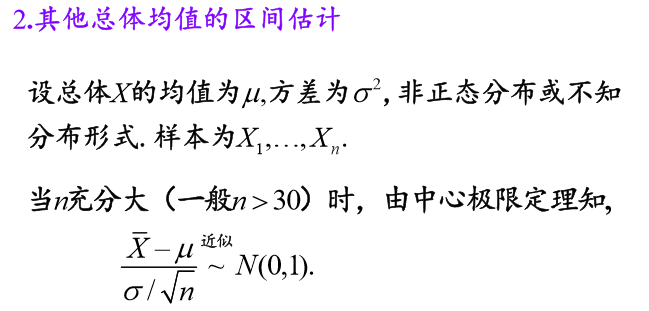 2.其他总体均值的区间估计
设总体X的均值为μ,方差为σ²,非正态分布或不知
分布形式.样本为X₁,…,Xₙ.
当n充分大（一般n>30）时，由中心极限定理知,
(X̄-μ)/(σ/√n) 近似~ N(0,1).